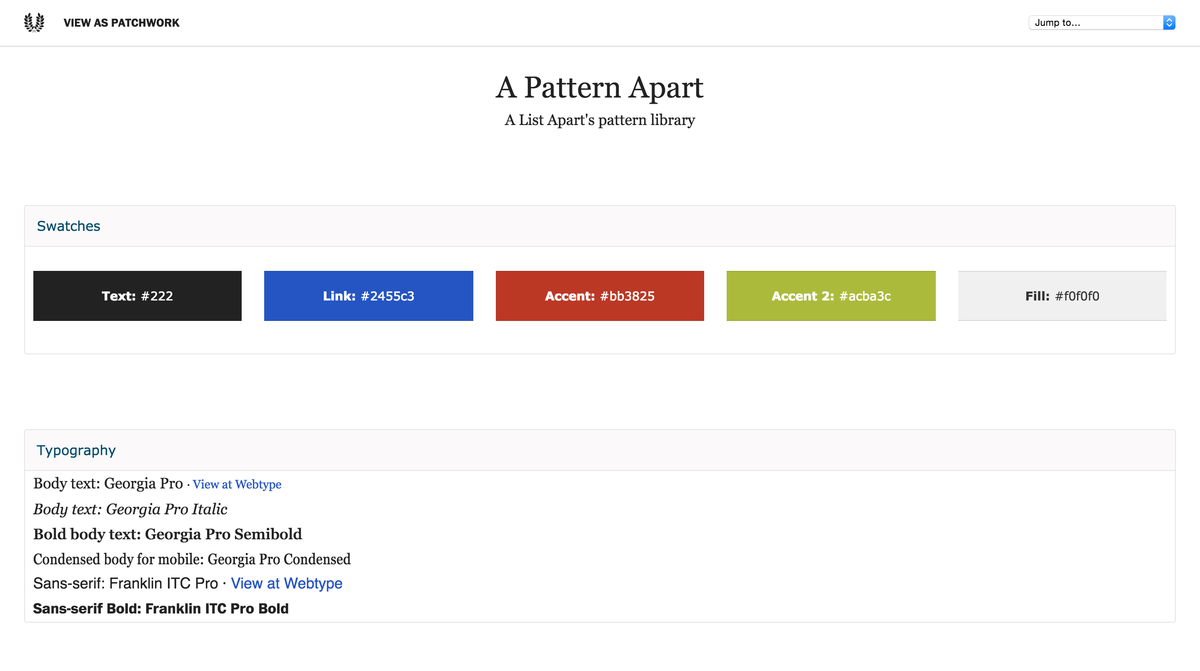 VIEW AS PATCHWORK
Jump to...
A Pattern Apart
A List Apart's pattern library
Swatches
Text: #222
Link: #2455c3
Accent: #bb3825
Accent 2: #acba3c
Fill: #f0f0f0
Typography
Body text: Georgia Pro · View at Webtype
Body text: Georgia Pro Italic
Bold body text: Georgia Pro Semibold
Condensed body for mobile: Georgia Pro Condensed
Sans-serif: Franklin ITC Pro · View at Webtype
Sans-serif Bold: Franklin ITC Pro Bold